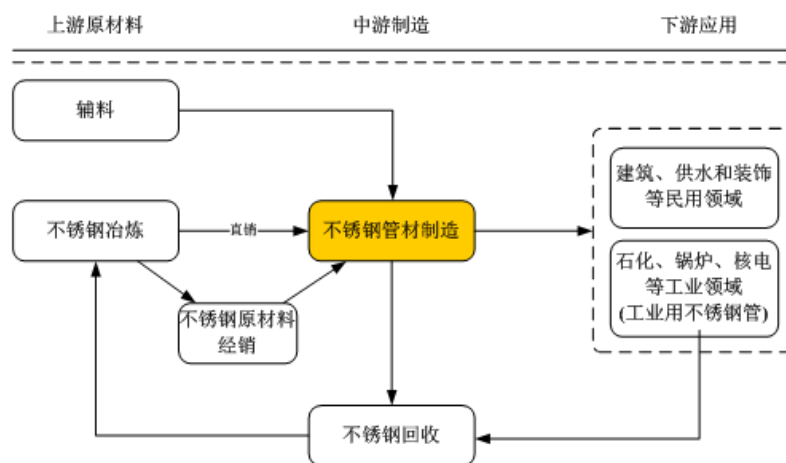 上游原材料
中游制造
下游应用
辅料
建筑、供水和装饰
等民用领域
不锈钢冶炼
直销
不锈钢管材制造
石化、锅炉、核电
等工业领域
(工业用不锈钢管)
不锈钢原材料
经销
不锈钢回收